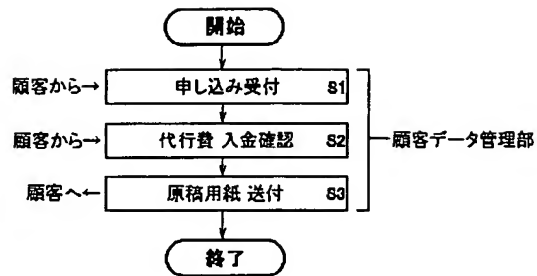 開始
顧客から→ 申し込み受付 S1
顧客から→ 代行費 入金確認 S2 顧客データ管理部
顧客へ← 原稿用紙 送付 S3
終了